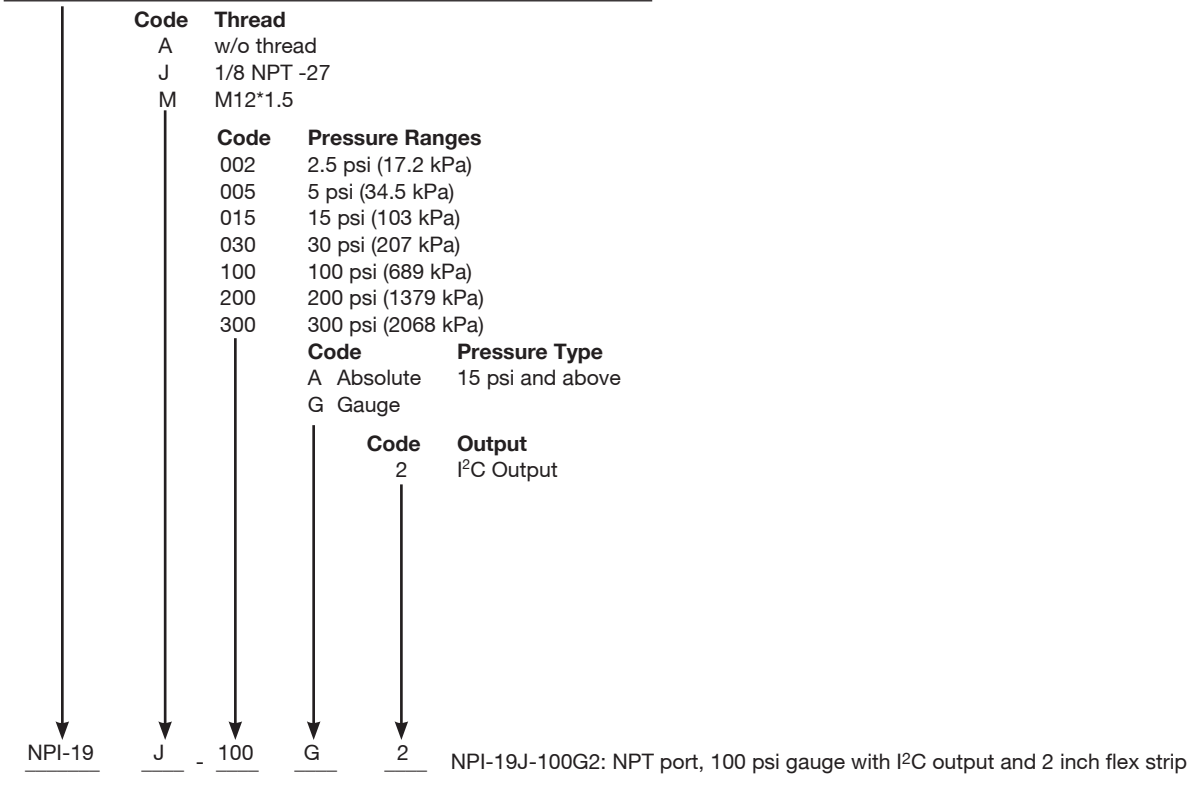 Code Thread
A w/o thread
J 1/8 NPT -27
M M12*1.5
Code Pressure Ranges
002 2.5 psi (17.2 kPa)
005 5 psi (34.5 kPa)
015 15 psi (103 kPa)
030 30 psi (207 kPa)
100 100 psi (689 kPa)
200 200 psi (1379 kPa)
300 300 psi (2068 kPa)
Code Pressure Type
A Absolute 15 psi and above
G Gauge
Code Output
2 I²C Output
NPI-19 J - 100 G 2 NPI-19J-100G2: NPT port, 100 psi gauge with I²C output and 2 inch flex strip